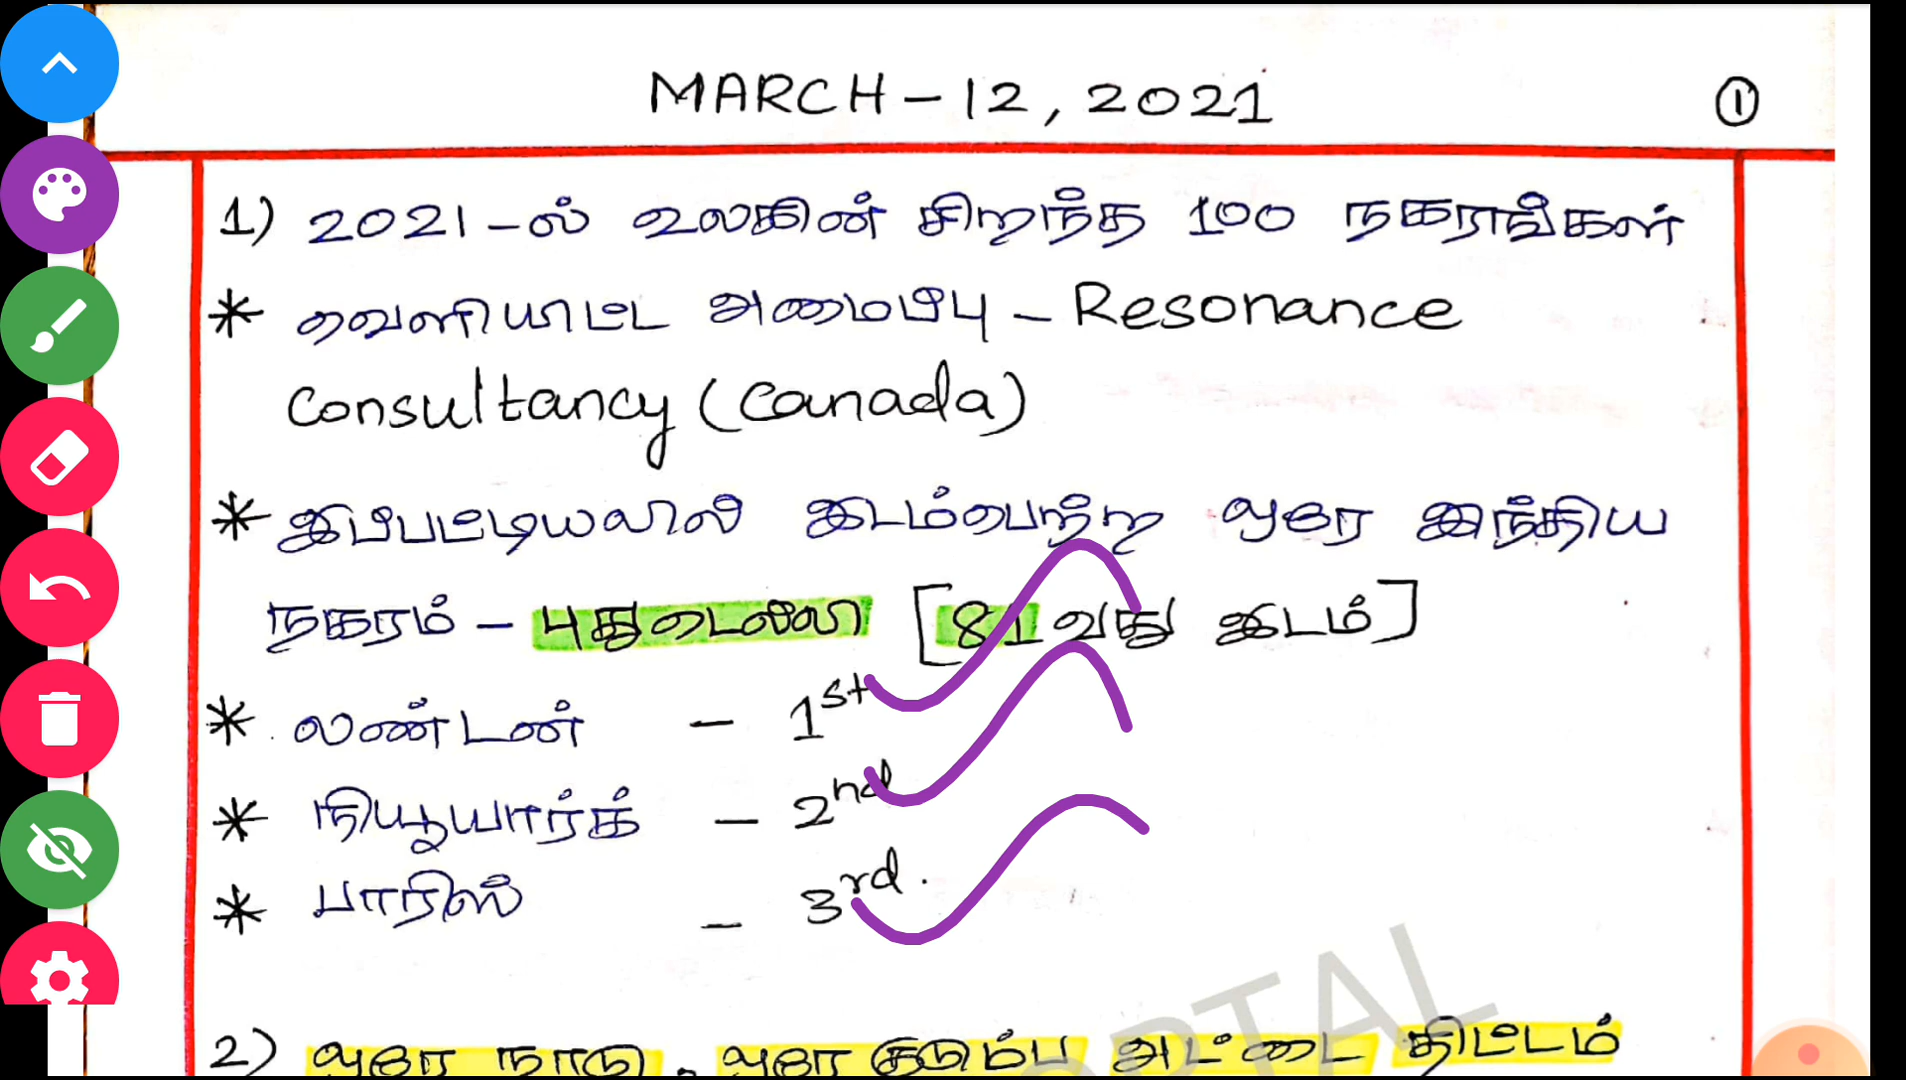 MARCH - 12, 2021
1
1) 2021 - ல் உலகின் சிறந்த 100 நகரங்கள்
* வெளியிட்ட அமைப்பு - Resonance
Consultancy (Canada)
* இப்பட்டியலில் இடம்பெற்ற ஒரே இந்திய
நகரம் - புதுடெல்லி [81 வது இடம்]
* லண்டன் - 1st
* நியூயார்க் - 2nd
* பாரிஸ் - 3rd.
2) ஒரே நாடு, ஒரே குடும்ப அட்டை திட்டம்